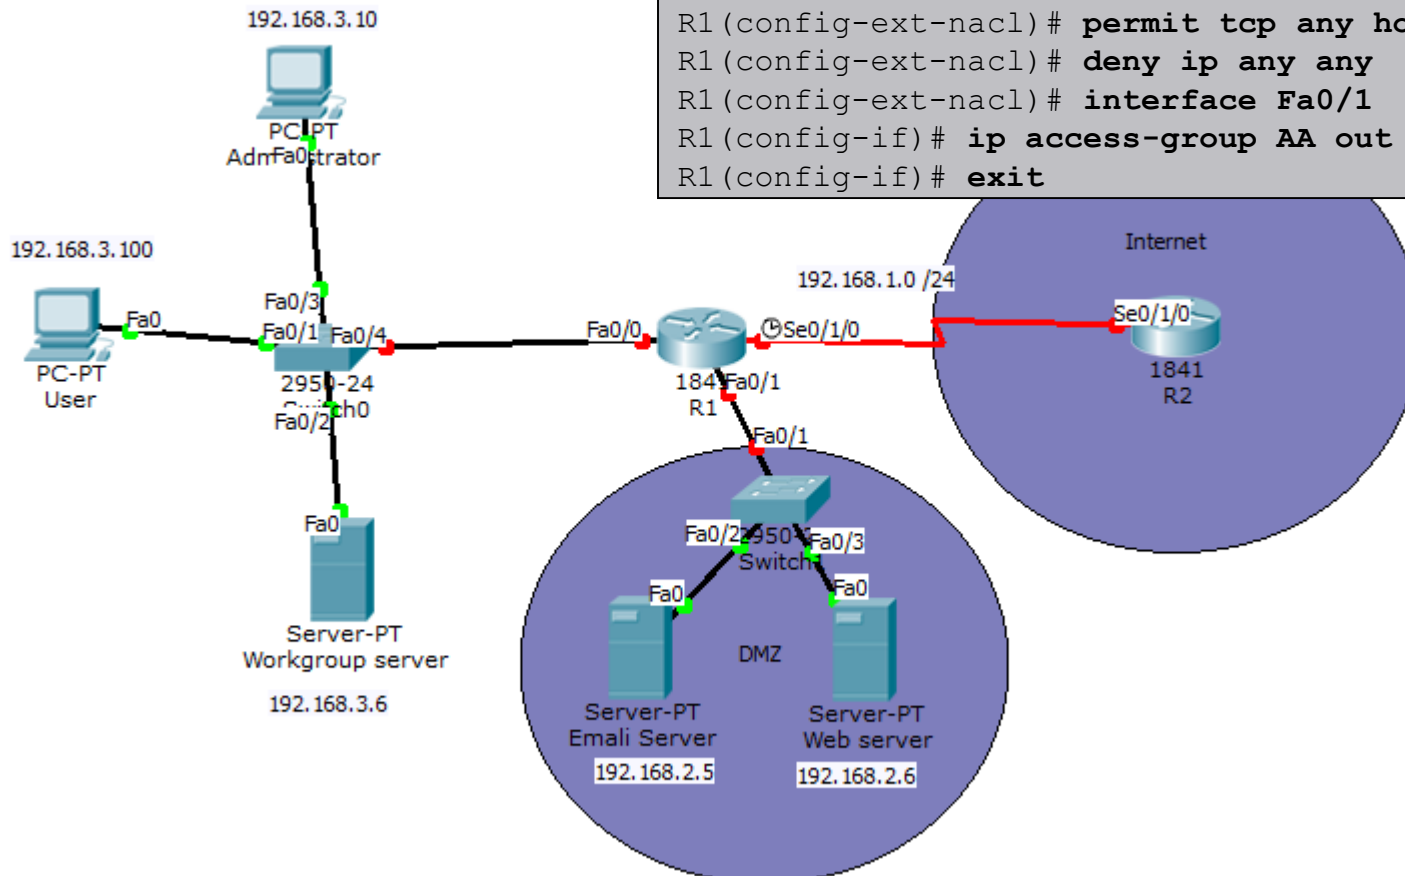 192.168.3.10
R1(config-ext-nacl)# permit tcp any
R1(config-ext-nacl)# deny ip any any
R1(config-ext-nacl)# interface Fa0/1
R1(config-if)# ip access-group AA out
R1(config-if)# exit
PC-PT
Fa0
192.168.3.100
Internet
192.168.1.0 /24
Fa0/3
Fa0
Fa0/1
Fa0/4
Fa0/0
Se0/1/0
Se0/1/0
PC-PT
User
2950-24
1841
R1
Fa0/1
1841
R2
Fa0/2
Fa0/1
Fa0
Fa0/2
Fa0/3
Fa0
Fa0
Server-PT
Workgroup server
192.168.3.6
DMZ
Server-PT
Emali Server
192.168.2.5
Server-PT
Web server
192.168.2.6